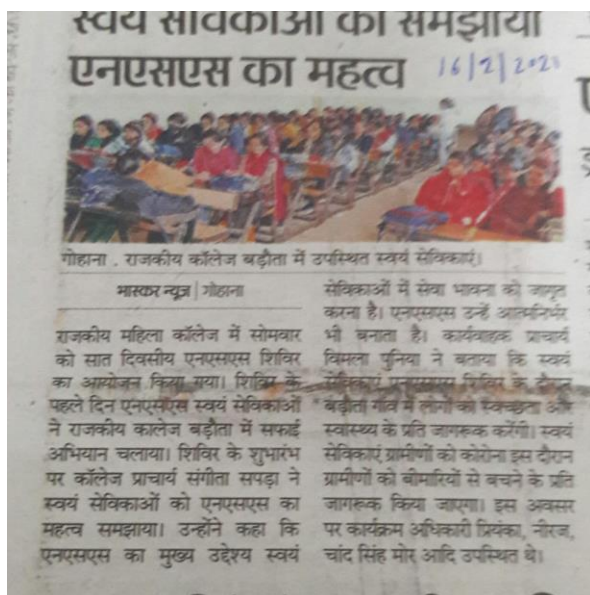 स्वयं सेविकाओं को समझाया
एनएसएस का महत्व
16/2/2021
गोहाना . राजकीय कॉलेज बड़ौता में उपस्थित स्वयं सेविकाएं।
भास्कर न्यूज | गोहाना
राजकीय महिला कॉलेज में सोमवार
को सात दिवसीय एनएसएस शिविर
का आयोजन किया गया। शिविर के
पहले दिन एनएसएस स्वयं सेविकाओं
ने राजकीय कालेज बड़ौता में सफाई
अभियान चलाया। शिविर के शुभारंभ
पर कॉलेज प्राचार्य संगीता सपड़ा ने
स्वयं सेविकाओं को एनएसएस का
महत्व समझाया। उन्होंने कहा कि
एनएसएस का मुख्य उद्देश्य स्वयं
सेविकाओं में सेवा भावना को जागृत
करना है। एनएसएस उन्हें आत्मनिर्भर
भी बनाता है। कार्यवाहक प्राचार्य
विमला पुनिया ने बताया कि स्वयं
सेविकाएं एनएसएस शिविर के दौरान
बड़ौता गांव में लोगों को स्वच्छता और
स्वास्थ्य के प्रति जागरूक करेंगी। स्वयं
सेविकाएं ग्रामीणों को कोरोना इस दौरान
ग्रामीणों को बीमारियों से बचने के प्रति
जागरूक किया जाएगा। इस अवसर
पर कार्यक्रम अधिकारी प्रियंका, नीरज,
चांद सिंह मोर आदि उपस्थित थे।